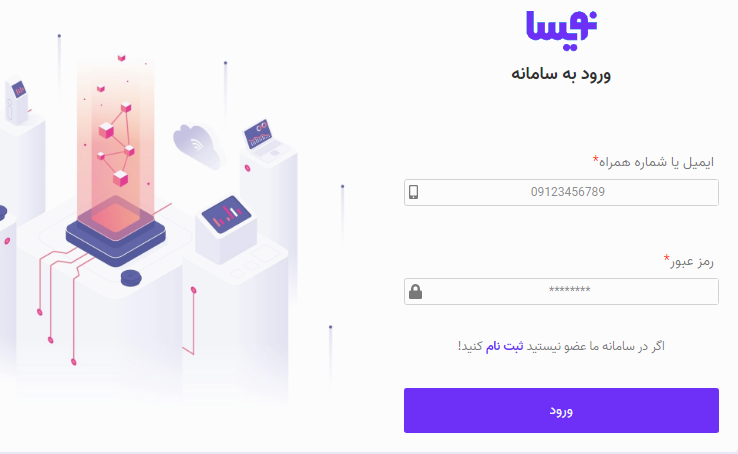 نویسا
ورود به سامانه
ایمیل یا شماره همراه*
09123456789
رمز عبور*
********
اگر در سامانه ما عضو نیستید ثبت نام کنید!
ورود